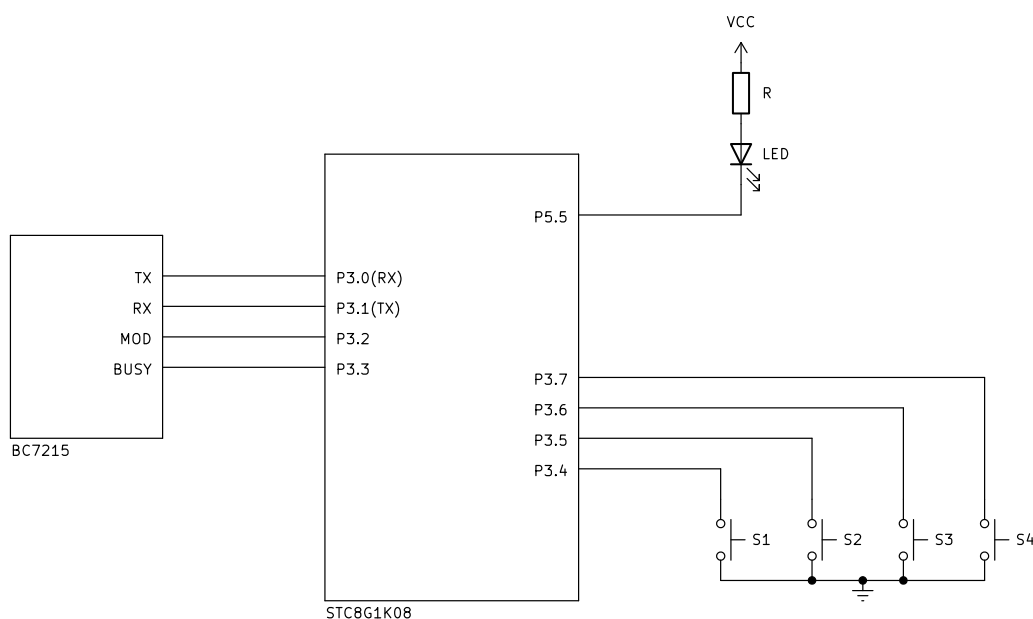 VCC
R
LED
P5.5
TX
P3.0(RX)
RX
P3.1(TX)
MOD
P3.2
BUSY
P3.3
P3.7
P3.6
P3.5
P3.4
BC7215
S1
S2
S3
S4
STC8G1K08